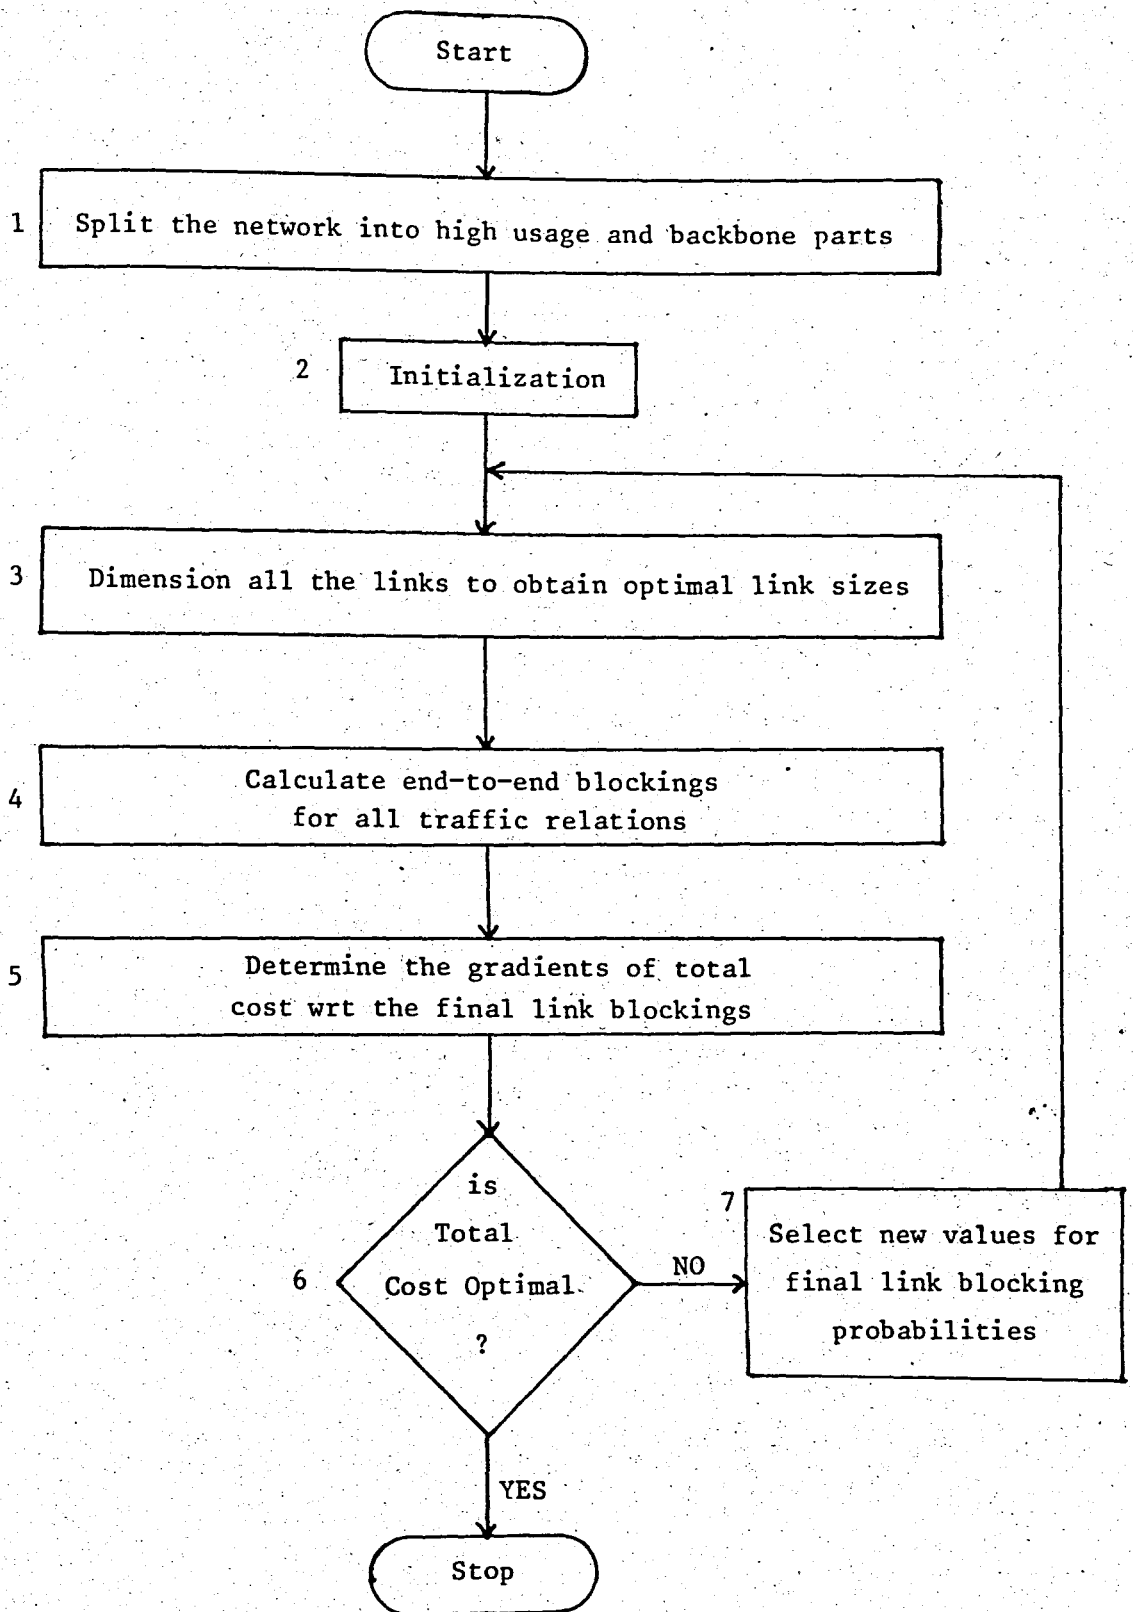 Start
1
Split the network into high usage and backbone parts
2
Initialization
3
Dimension all the links to obtain optimal link sizes
4
Calculate end-to-end blockings
for all traffic relations
5
Determine the gradients of total
cost wrt the final link blockings
6
is
Total
Cost Optimal
?
NO
7
Select new values for
final link blocking
probabilities
YES
Stop